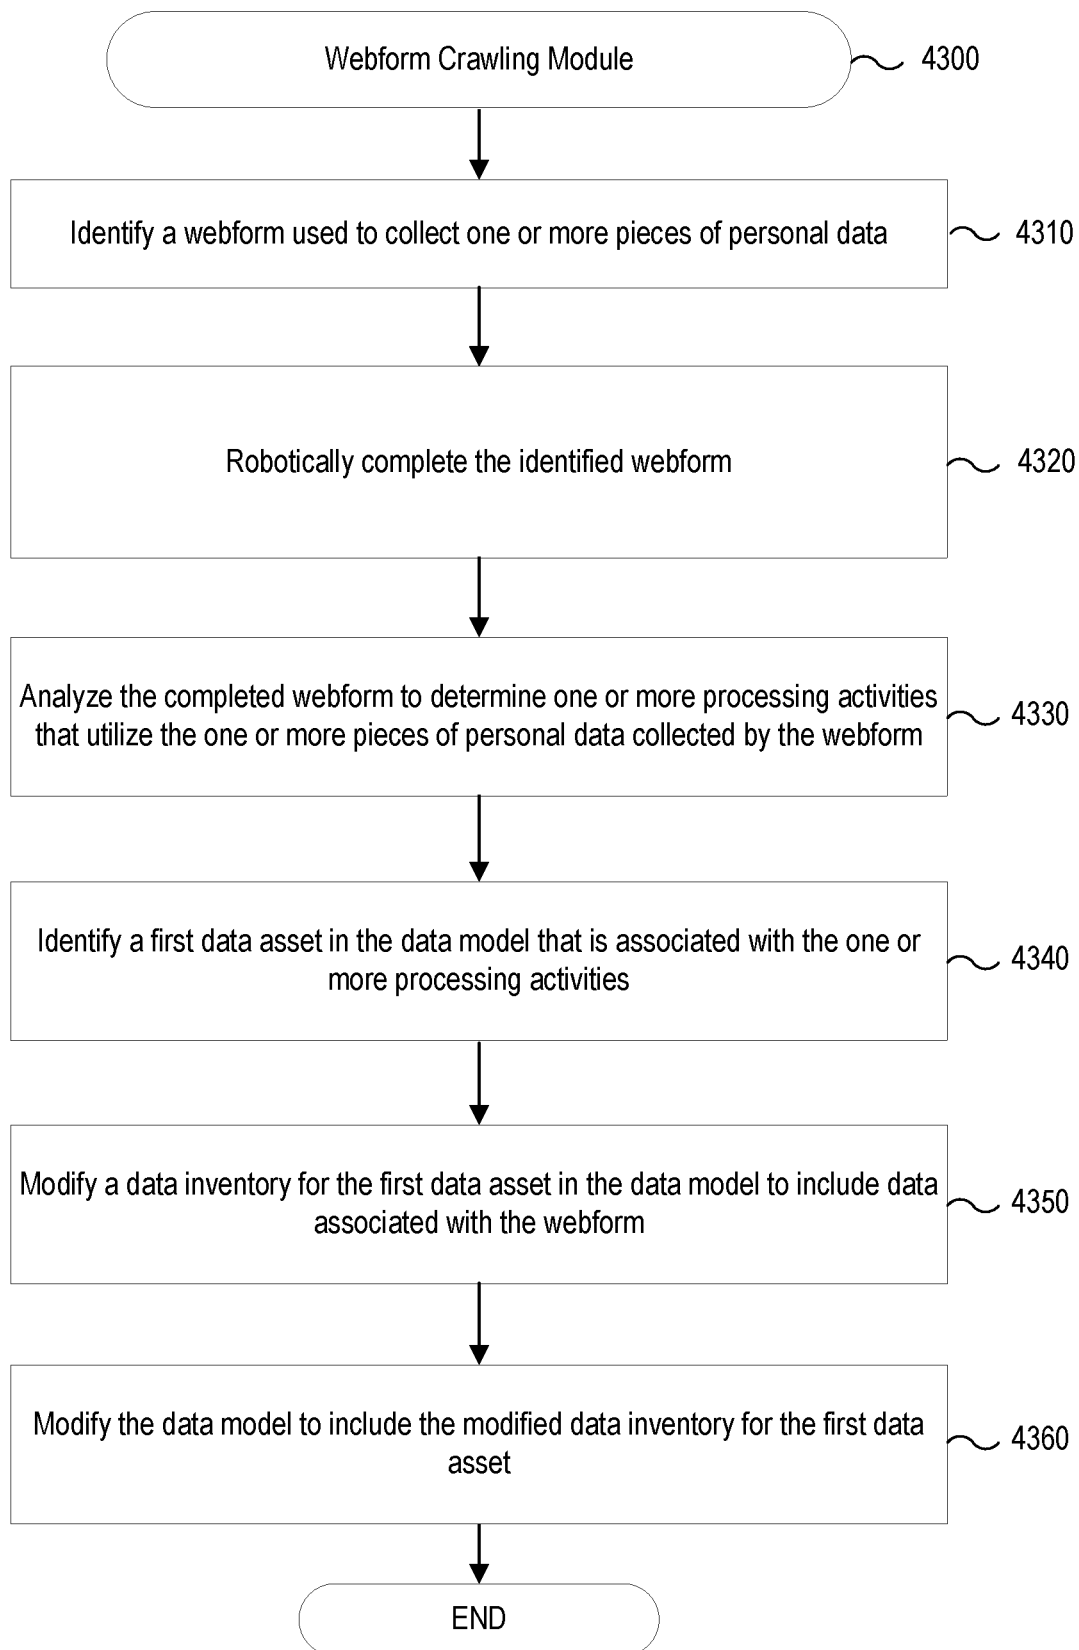 Webform Crawling Module
4300
Identify a webform used to collect one or more pieces of personal data
4310
Robotically complete the identified webform
4320
Analyze the completed webform to determine one or more processing activities
that utilize the one or more pieces of personal data collected by the webform
4330
Identify a first data asset in the data model that is associated with the one or
more processing activities
4340
Modify a data inventory for the first data asset in the data model to include data
associated with the webform
4350
Modify the data model to include the modified data inventory for the first data
asset
4360
END